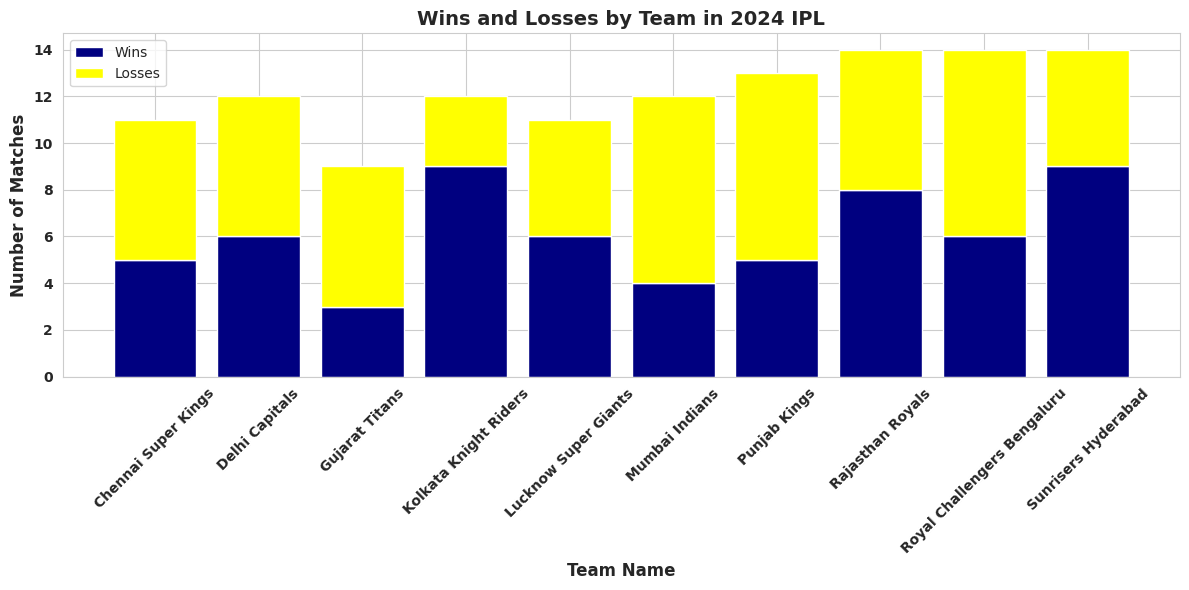 Wins and Losses by Team in 2024 IPL
Wins
Losses
Number of Matches
14
12
10
8
6
4
2
0
Chennai Super Kings
Delhi Capitals
Gujarat Titans
Kolkata Knight Riders
Lucknow Super Giants
Mumbai Indians
Punjab Kings
Rajasthan Royals
Royal Challengers Bengaluru
Sunrisers Hyderabad
Team Name